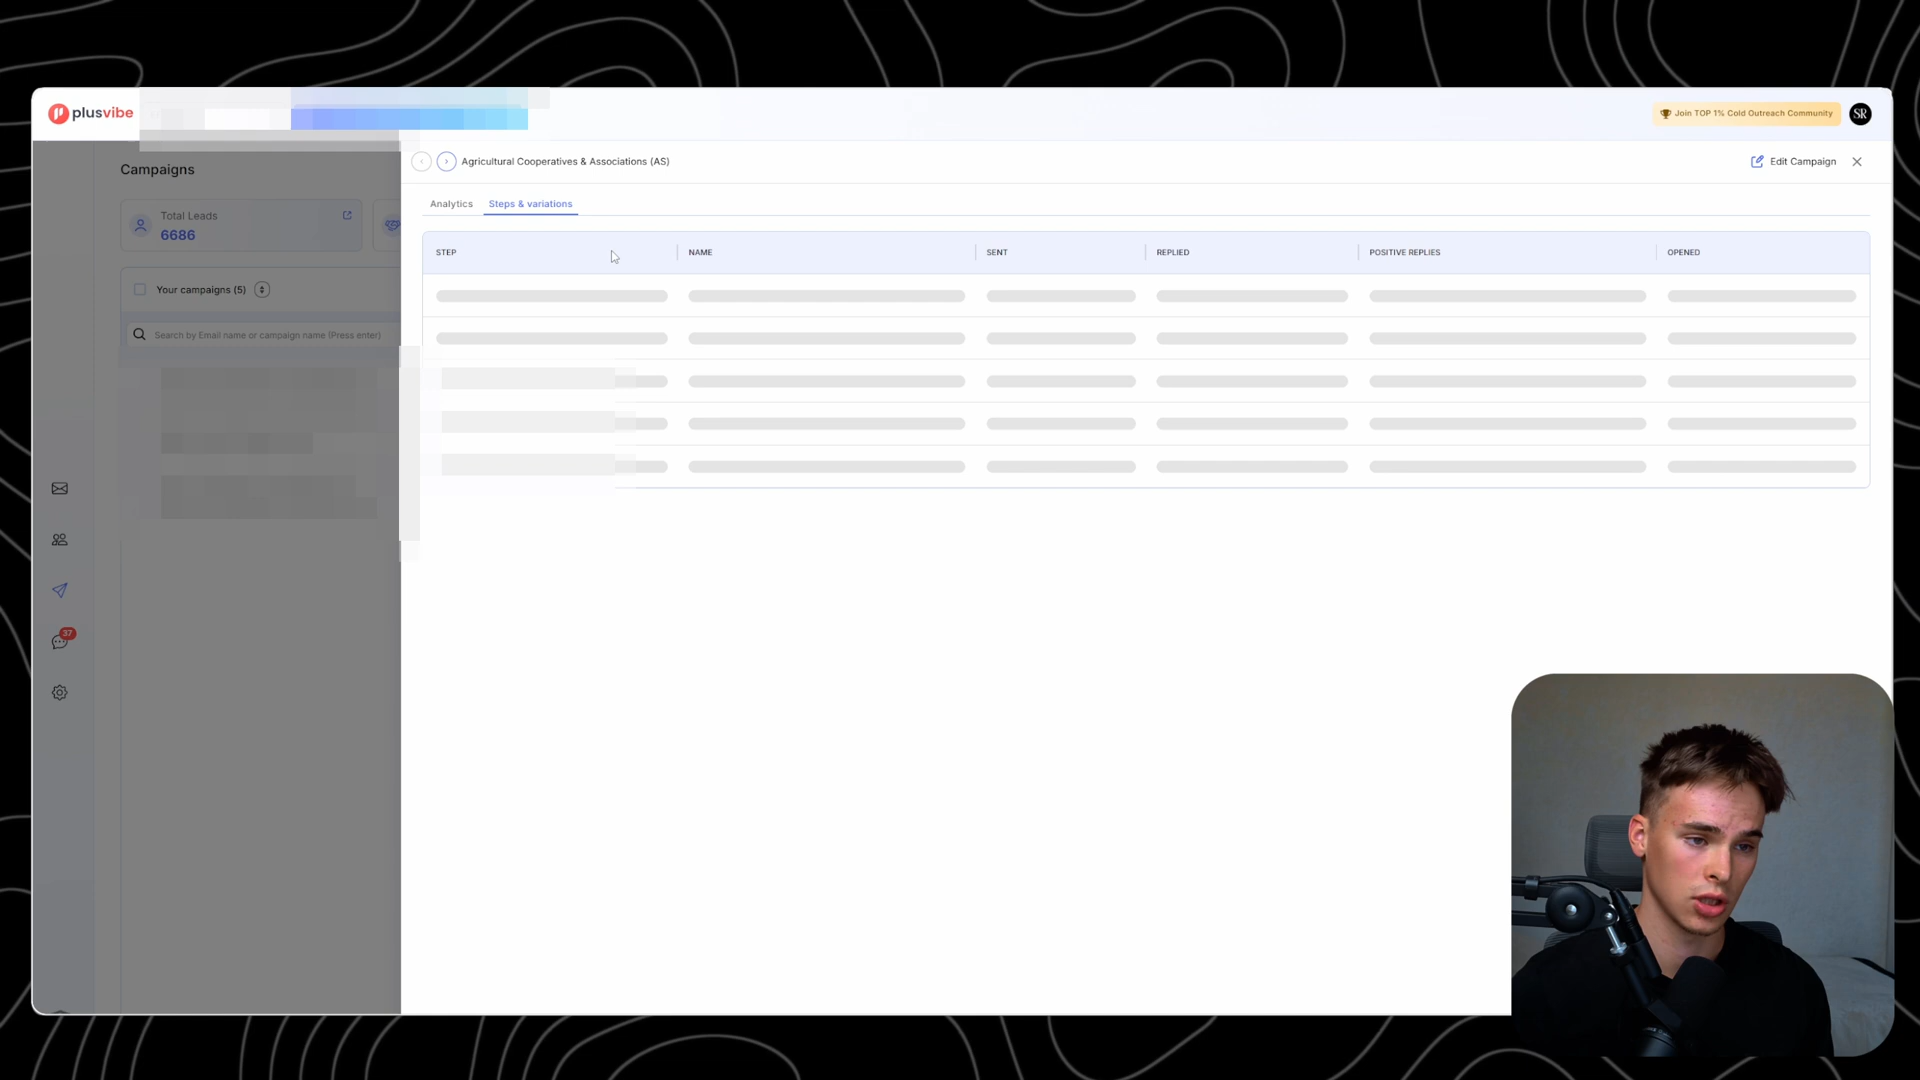 plusvibe
Join TOP 1% Cold Outreach Community
SR
Campaigns
Agricultural Cooperatives & Associations (AS)
Edit Campaign
Total Leads
6686
Analytics
Steps & variations
STEP
NAME
SENT
REPLIED
POSITIVE REPLIES
OPENED
Your campaigns (5)
Search by Email name or campaign name (Press enter)
37